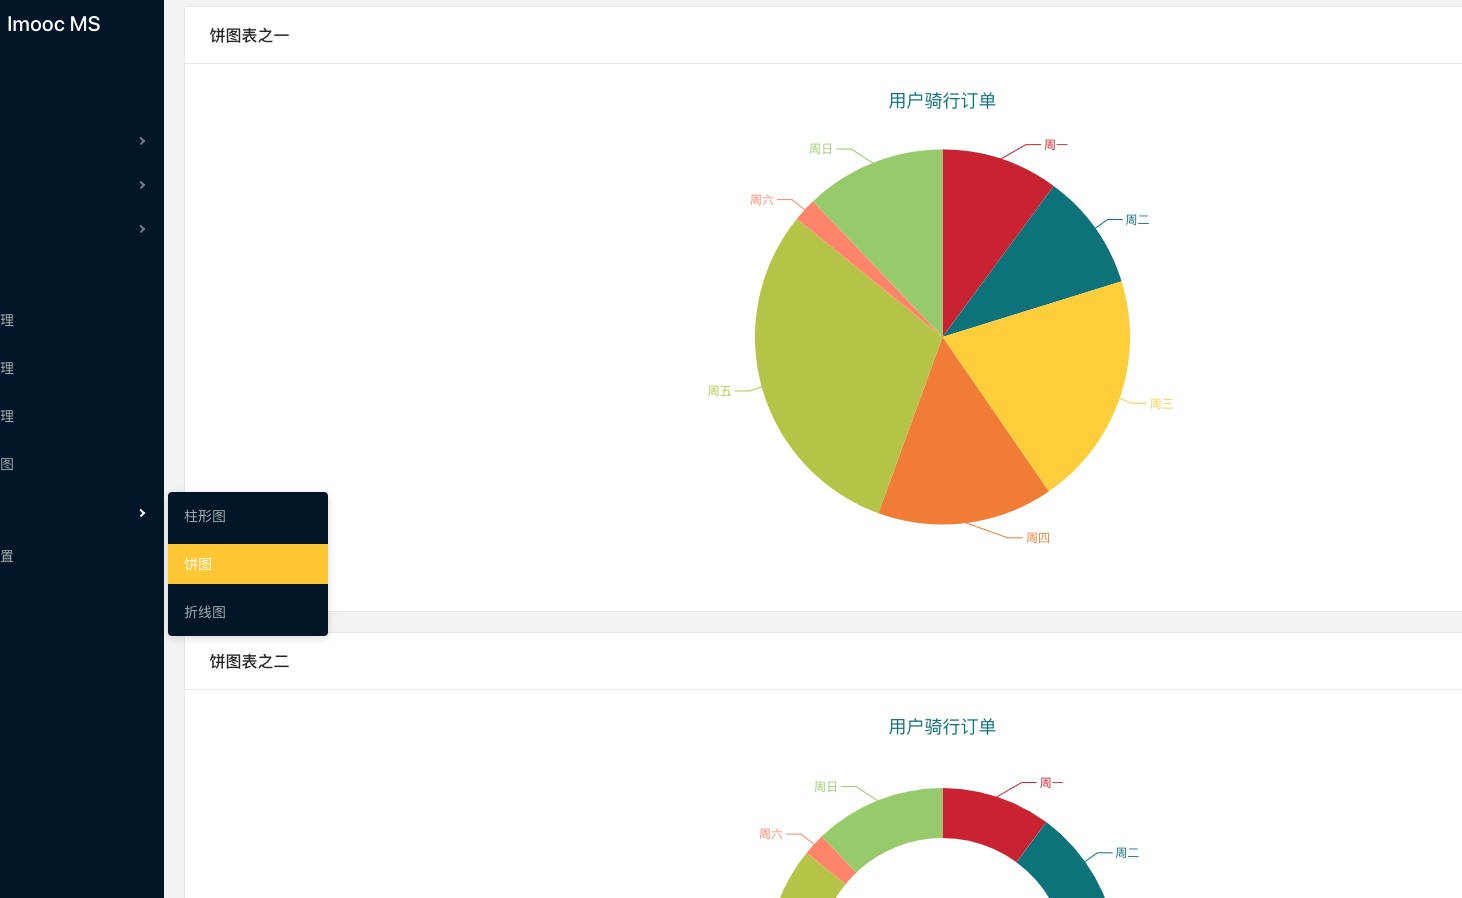 Imooc MS
理
理
理
图
置
柱形图
饼图
折线图
饼图表之一
用户骑行订单
周日
周一
周六
周二
周五
周三
周四
饼图表之二
用户骑行订单
周日
周一
周六
周二